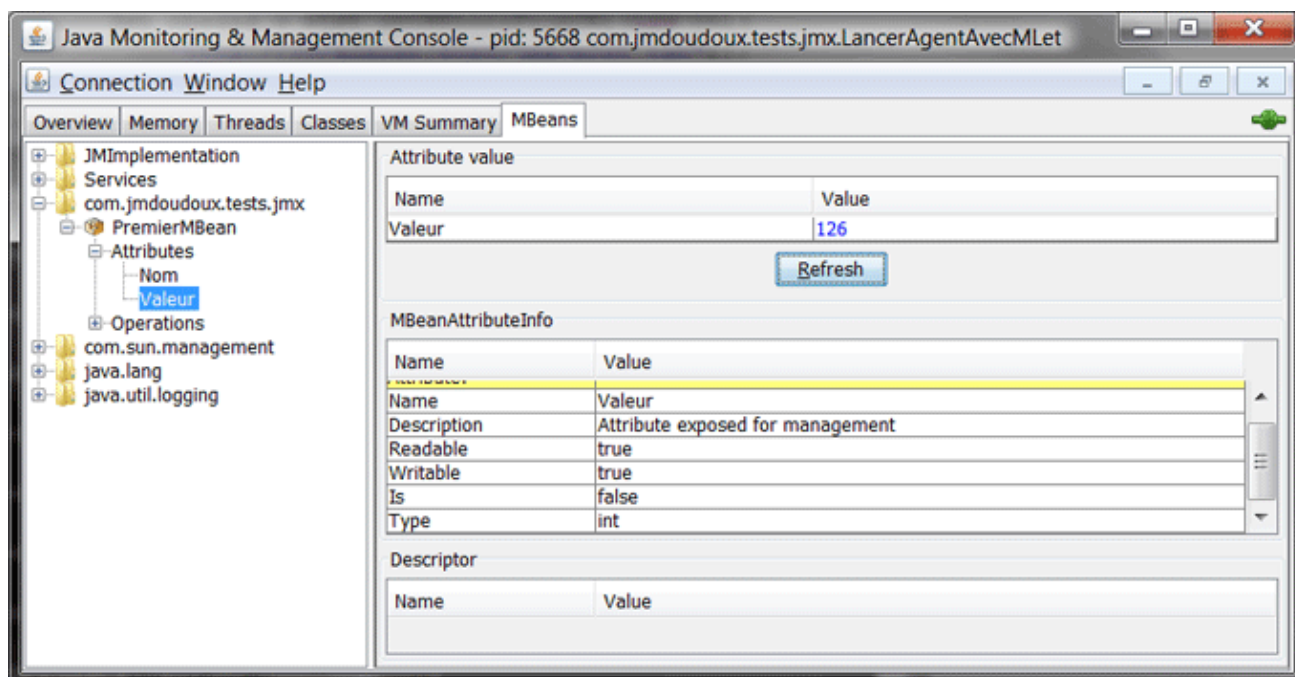 Java Monitoring & Management Console - pid: 5668 com.jmdoudoux.tests.jmx.LancerAgentAvecMLet
Connection Window Help
Overview Memory Threads Classes VM Summary MBeans
JMImplementation
Services
com.jmdoudoux.tests.jmx
PremierMBean
Attributes
Nom
Valeur
Operations
com.sun.management
java.lang
java.util.logging
Attribute value
Name Value
Valeur 126
Refresh
MBeanAttributeInfo
Name Value
Name Valeur
Description Attribute exposed for management
Readable true
Writable true
Is false
Type int
Descriptor
Name Value